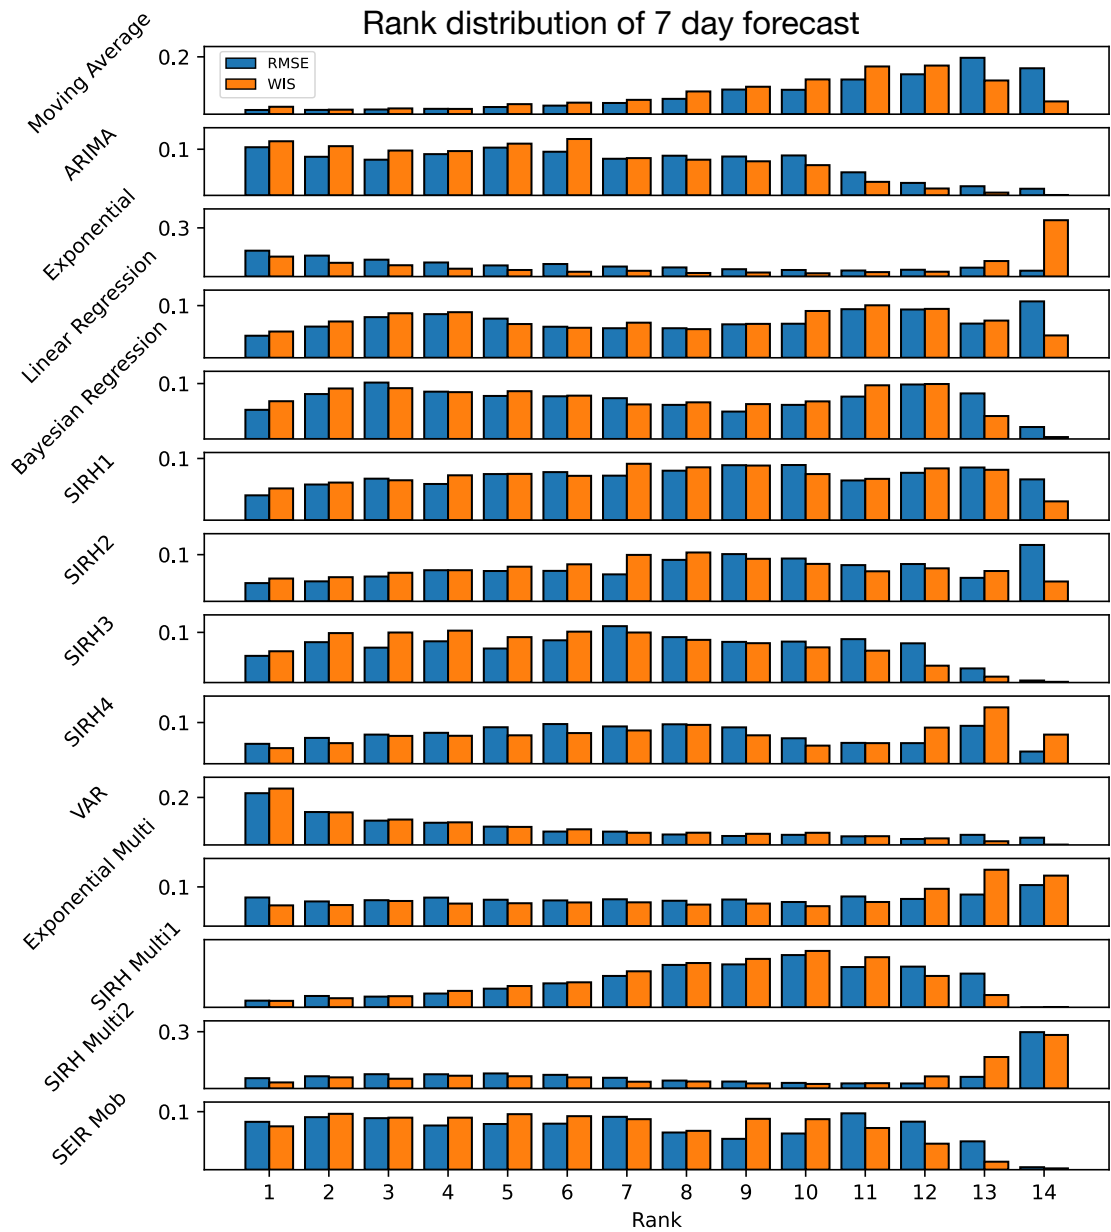 Rank distribution of 7 day forecast
Moving Average
0.2
RMSE
WIS
ARIMA
0.1
Exponential
0.3
Linear Regression
0.1
Bayesian Regression
0.1
SIRH1
0.1
SIRH2
0.1
SIRH3
0.1
SIRH4
0.1
VAR
0.2
Exponential Multi
0.1
SIRH Multi1
SIRH Multi2
0.3
SEIR Mob
0.1
1 2 3 4 5 6 7 8 9 10 11 12 13 14
Rank